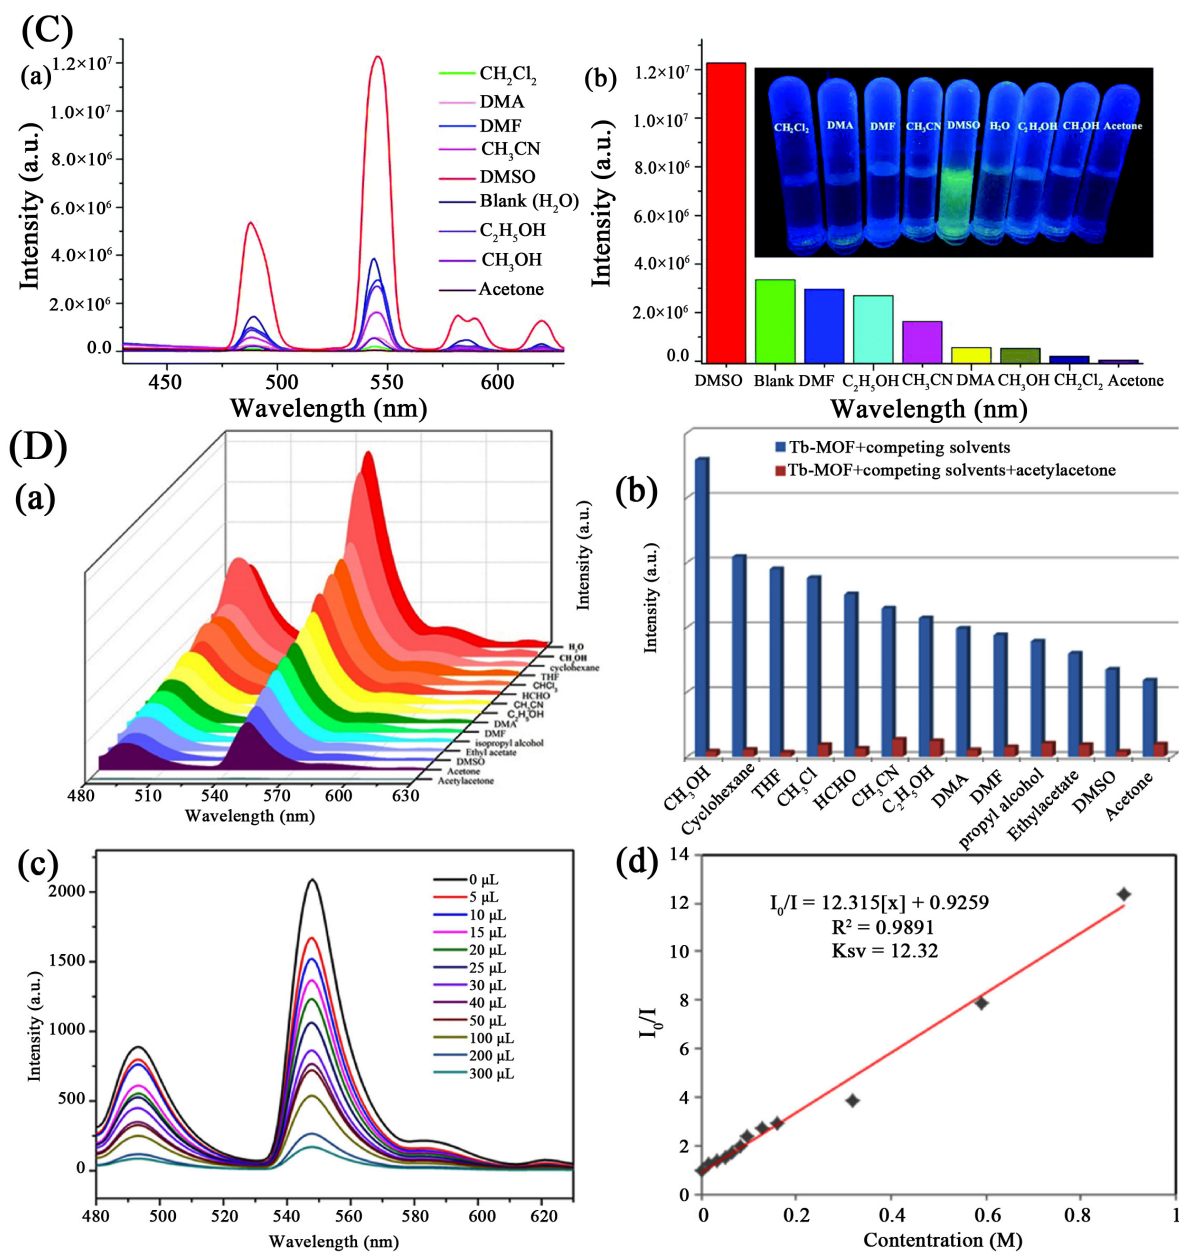 (C)
(a)
1.2×10⁷
1.0×10⁷
8.0×10⁶
6.0×10⁶
4.0×10⁶
2.0×10⁶
0.0
Intensity (a.u.)
450 500 550 600
Wavelength (nm)
CH₂Cl₂
DMA
DMF
CH₃CN
DMSO
Blank (H₂O)
C₂H₅OH
CH₃OH
Acetone
(b)
1.2×10⁷
1.0×10⁷
8.0×10⁶
6.0×10⁶
4.0×10⁶
2.0×10⁶
0.0
Intensity (a.u.)
CH₂Cl₂ DMA DMF CH₃CN DMSO H₂O C₂H₅OH CH₃OH Acetone
DMSO Blank DMF C₂H₅OH CH₃CN DMA CH₃OH CH₂Cl₂ Acetone
Wavelength (nm)
(D)
(a)
Intensity (a.u.)
H₂O
CH₃OH
cyclohexane
THF
CHCl₃
HCHO
CH₃CN
C₂H₅OH
DMA
DMF
isopropyl alcohol
Ethyl acetate
DMSO
Acetone
Acetylacetone
480 510 540 570 600 630
Wavelength (nm)
(b)
Tb-MOF+competing solvents
Tb-MOF+competing solvents+acetylacetone
Intensity (a.u.)
CH₃OH
Cyclohexane
THF
CH₃Cl
HCHO
CH₃CN
C₂H₅OH
DMA
DMF
propyl alcohol
Ethylacetate
DMSO
Acetone
(c)
2000
1500
1000
500
0
Intensity (a.u.)
0 μL
5 μL
10 μL
15 μL
20 μL
25 μL
30 μL
40 μL
50 μL
100 μL
200 μL
300 μL
480 500 520 540 560 580 600 620
Wavelength (nm)
(d)
14
12
10
8
6
4
2
0
I₀/I
I₀/I = 12.315[x] + 0.9259
R² = 0.9891
Ksv = 12.32
0 0.2 0.4 0.6 0.8 1
Contentration (M)